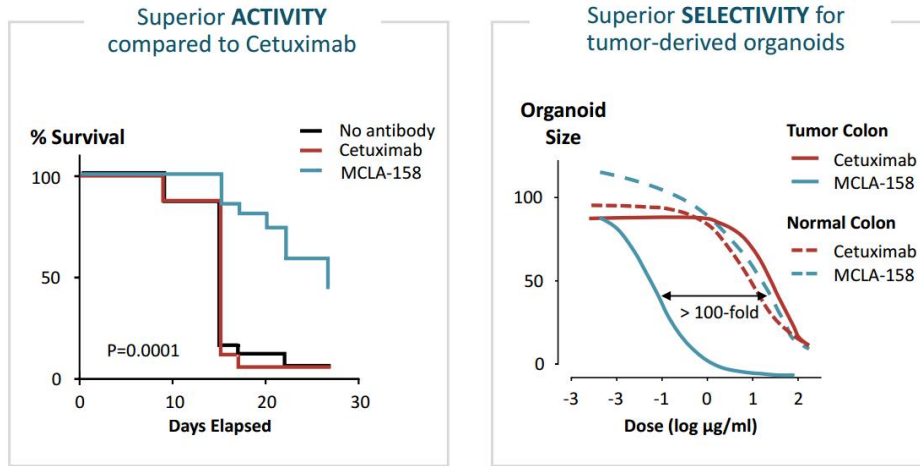 Superior ACTIVITY
compared to Cetuximab
% Survival
No antibody
Cetuximab
MCLA-158
100
50
0
P=0.0001
0 10 20 30
Days Elapsed
Superior SELECTIVITY for
tumor-derived organoids
Organoid
Size
Tumor Colon
Cetuximab
MCLA-158
Normal Colon
Cetuximab
MCLA-158
100
50
0
> 100-fold
-3 -3 -1 0 1 2
Dose (log µg/ml)